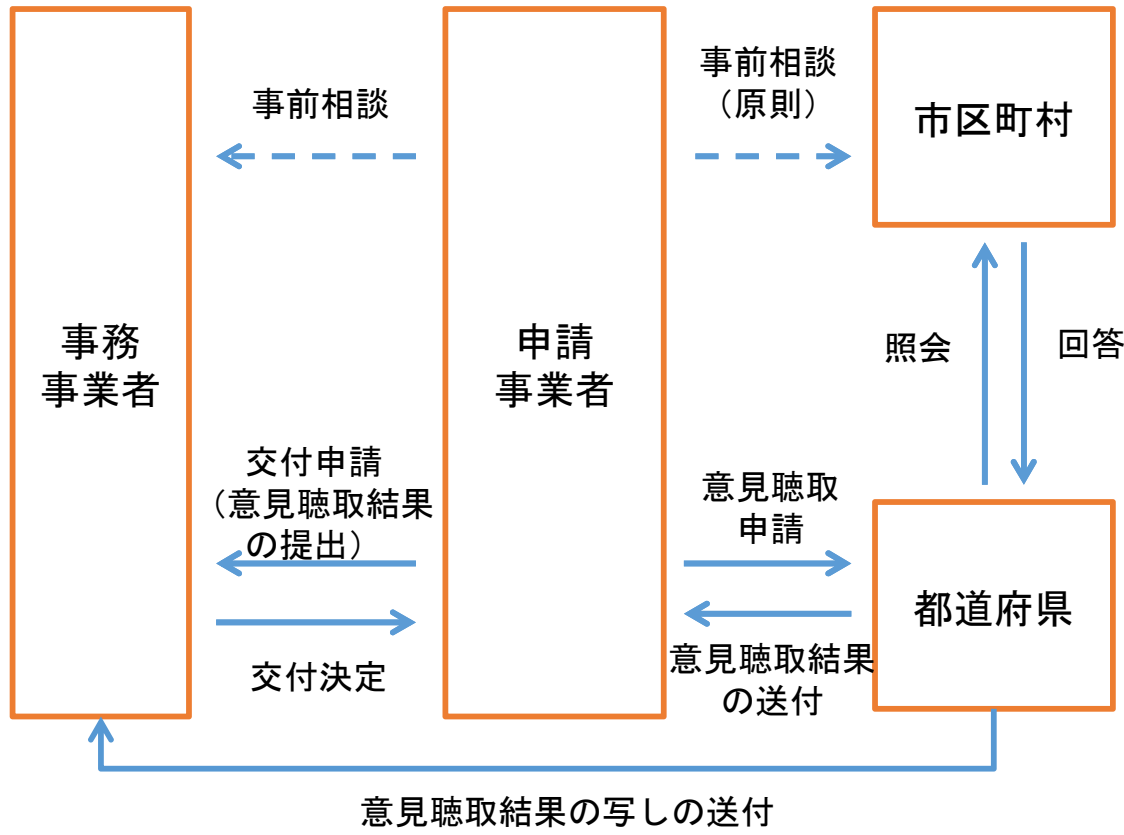 事前相談
事前相談
（原則）
市区町村
事務
事業者
申請
事業者
照会
回答
交付申請
（意見聴取結果
の提出）
意見聴取
申請
都道府県
交付決定
意見聴取結果
の送付
意見聴取結果の写しの送付